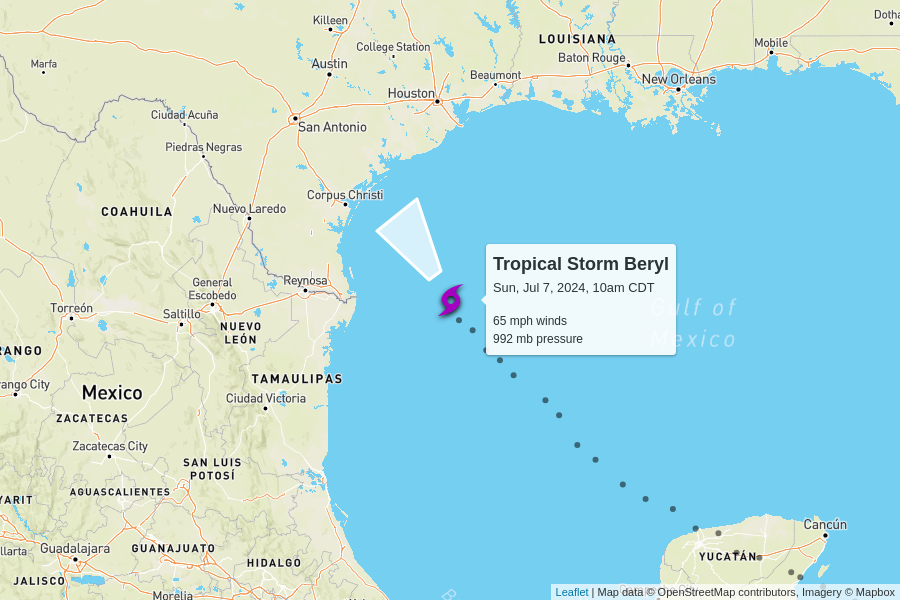 Killeen
Dotha
LOUISIANA
Mobile
College Station
Baton Rouge
Marfa
Austin
Beaumont
New Orleans
Houston
Ciudad Acuña
San Antonio
Piedras Negras
Corpus Christi
COAHUILA
Nuevo Laredo
Tropical Storm Beryl
Sun, Jul 7, 2024, 10am CDT
65 mph winds
992 mb pressure
Gulf of
Mexico
General
Escobedo
Reynosa
Torreón
Saltillo
NUEVO
LEÓN
RANGO
TAMAULIPAS
rango City
Mexico
Ciudad Victoria
ZACATECAS
Zacatecas City
SAN LUIS
POTOSÍ
AGUASCALIENTES
YARIT
Cancún
Guadalajara
GUANAJUATO
llarta
YUCATÁN
HIDALGO
JALISCO
Morelia
Leaflet | Map data © OpenStreetMap contributors, Imagery © Mapbox